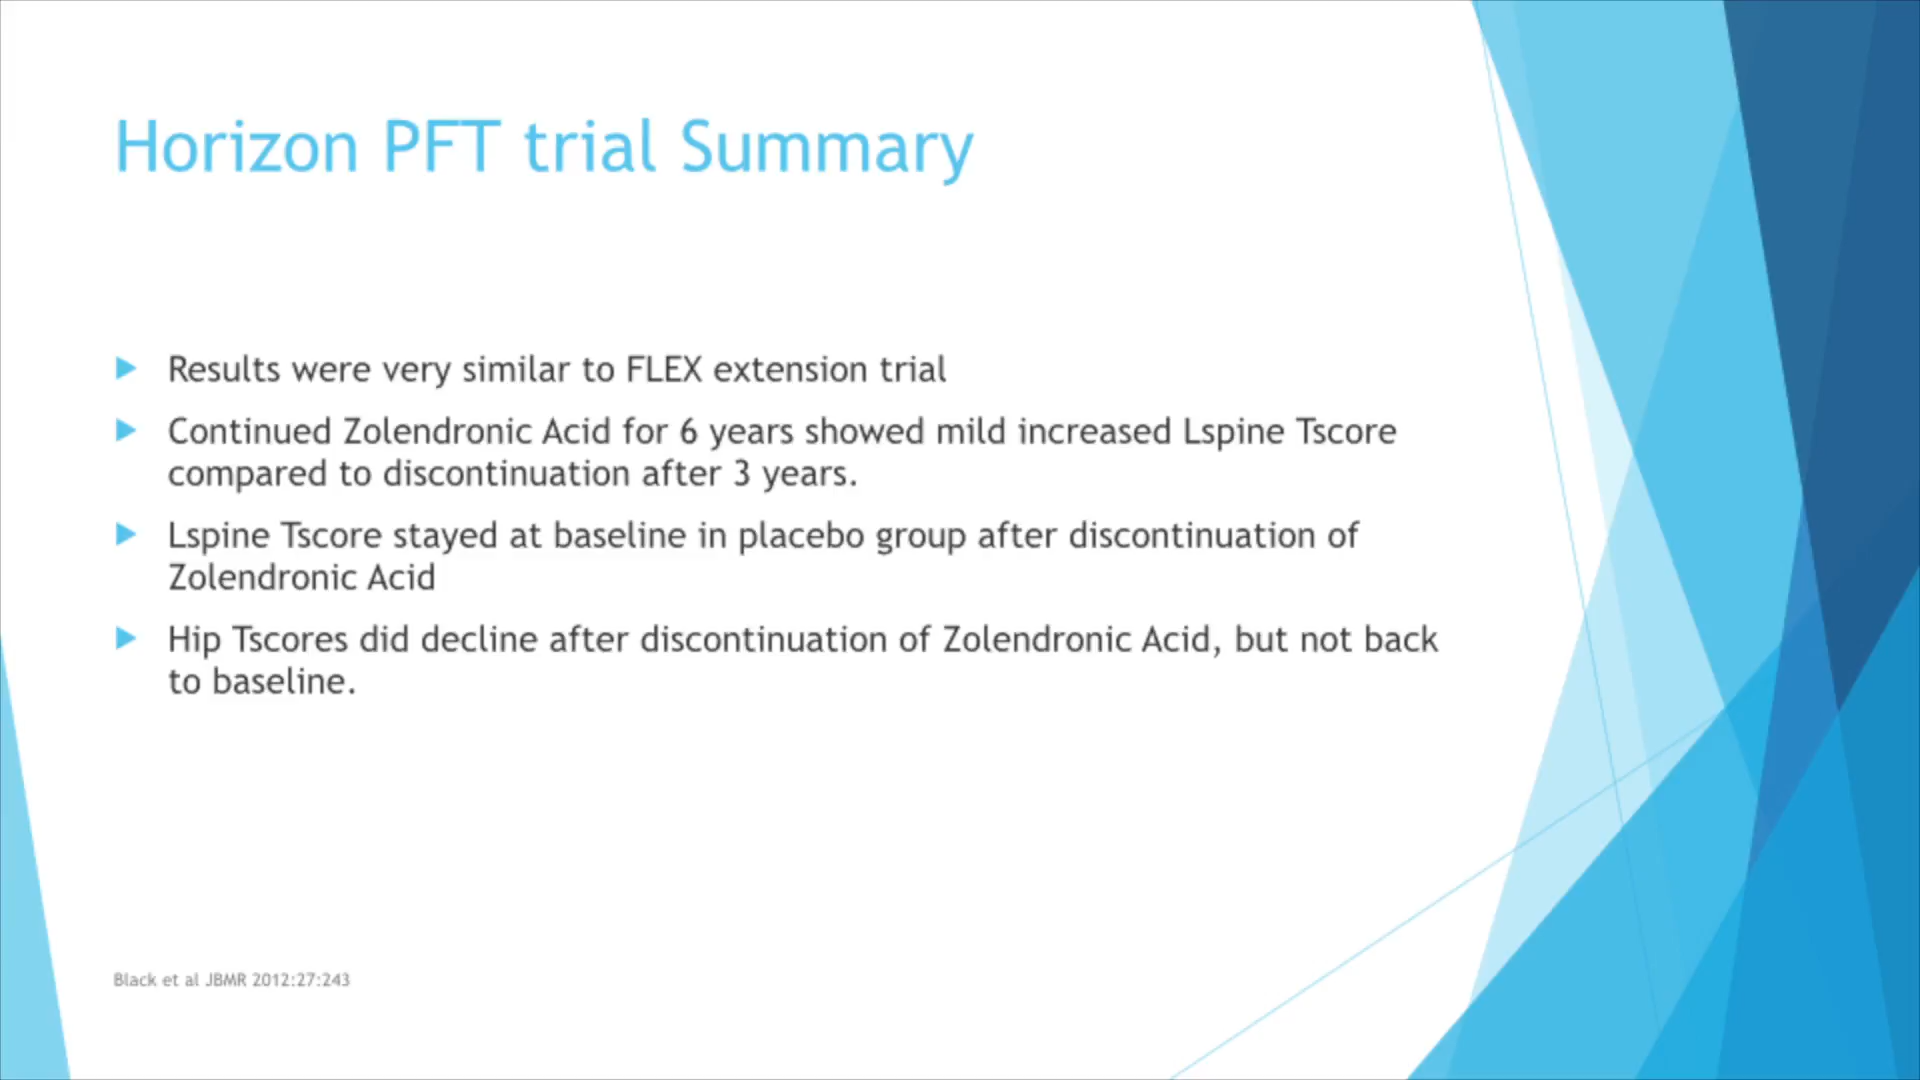 Horizon PFT trial Summary
Results were very similar to FLEX extension trial
Continued Zolendronic Acid for 6 years showed mild increased Lspine Tscore
compared to discontinuation after 3 years.
Lspine Tscore stayed at baseline in placebo group after discontinuation of
Zolendronic Acid
Hip Tscores did decline after discontinuation of Zolendronic Acid, but not back
to baseline.
Black et al JBMR 2012:27:243